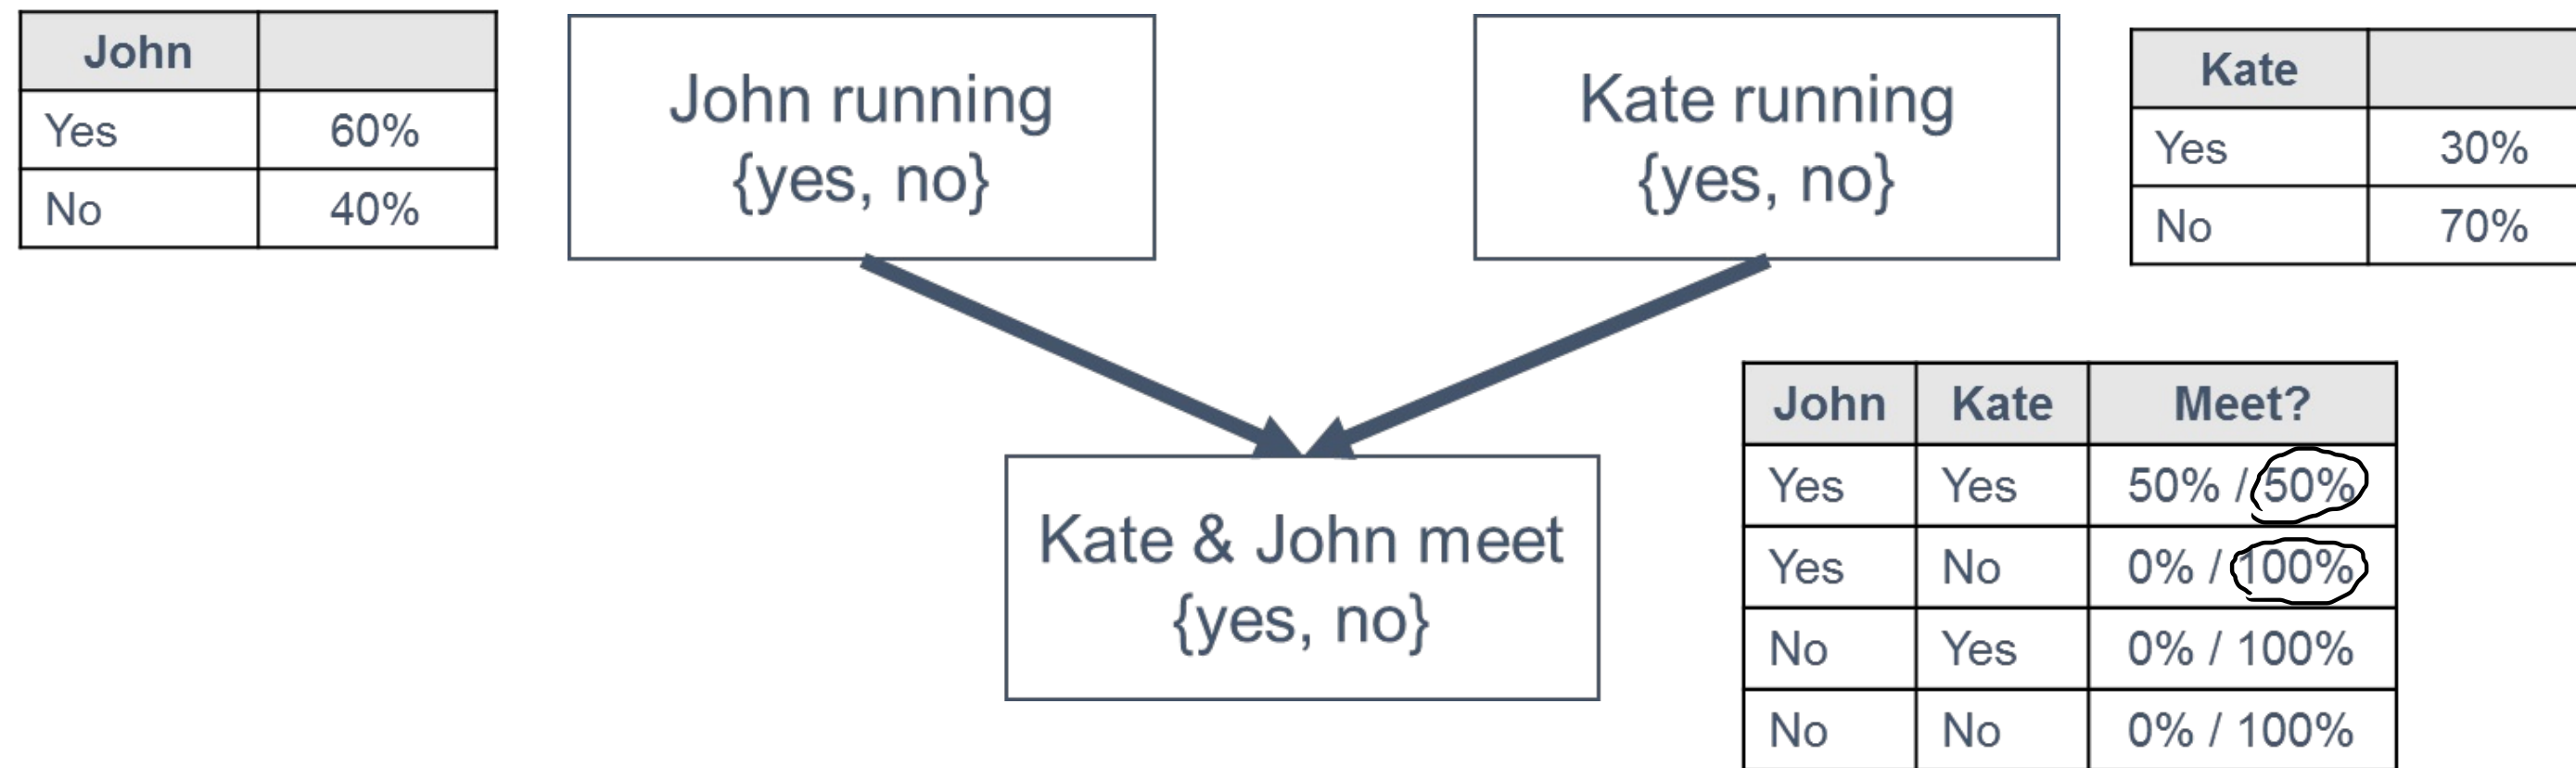 John
Yes 60%
No 40%
John running
{yes, no}
Kate running
{yes, no}
Kate
Yes 30%
No 70%
Kate & John meet
{yes, no}
John Kate Meet?
Yes Yes 50% / 50%
Yes No 0% / 100%
No Yes 0% / 100%
No No 0% / 100%